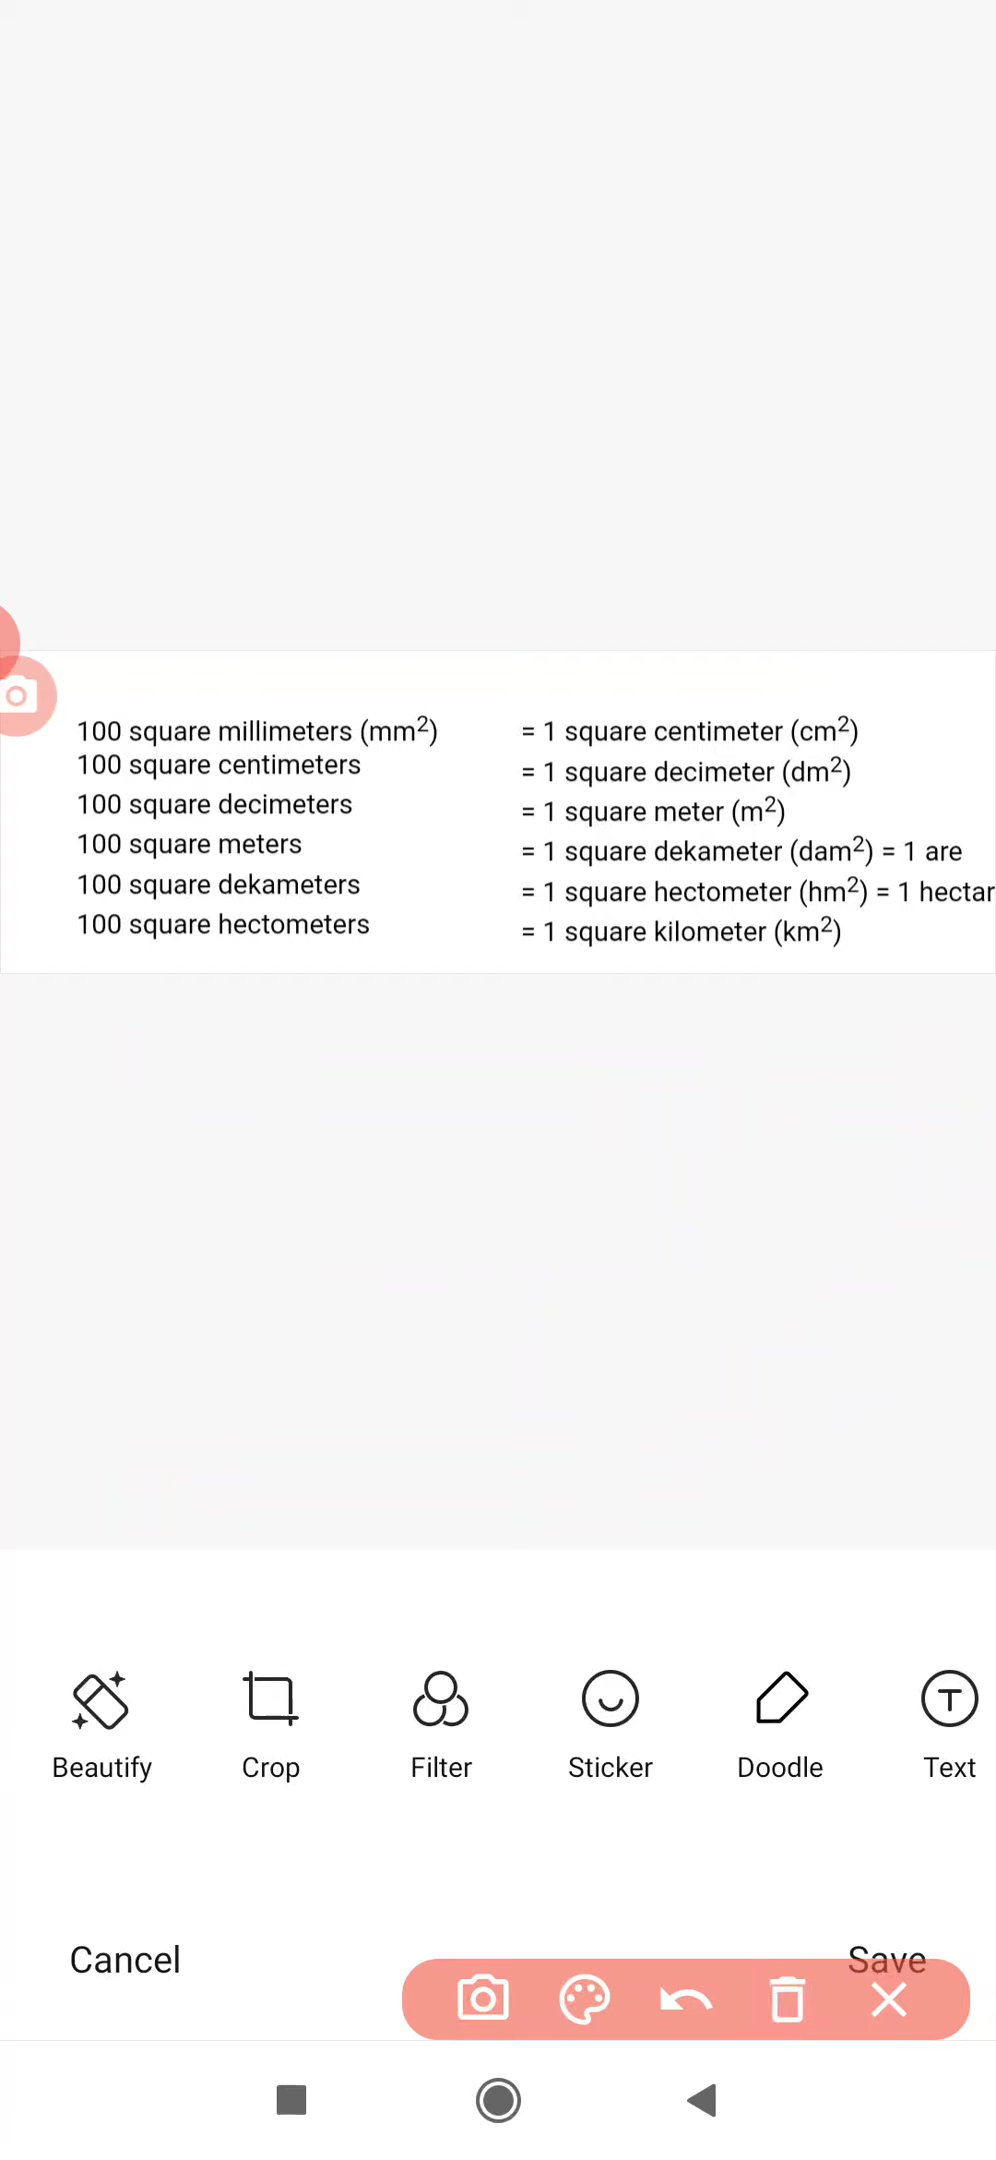 100 square millimeters (mm²) = 1 square centimeter (cm²)
100 square centimeters = 1 square decimeter (dm²)
100 square decimeters = 1 square meter (m²)
100 square meters = 1 square dekameter (dam²) = 1 are
100 square dekameters = 1 square hectometer (hm²) = 1 hectar
100 square hectometers = 1 square kilometer (km²)
Beautify Crop Filter Sticker Doodle Text
Cancel Save